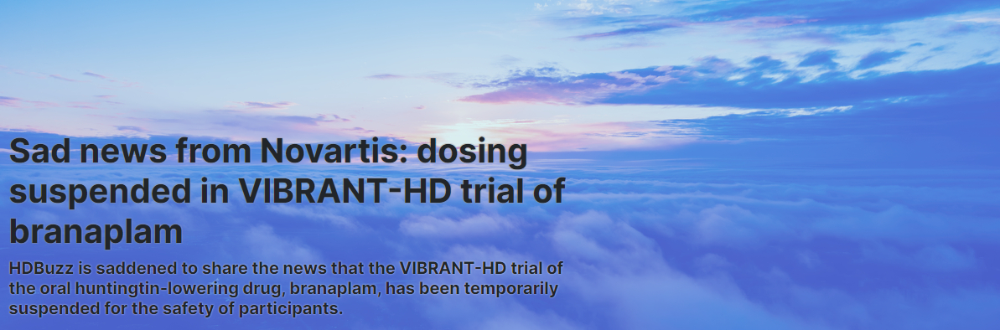 Sad news from Novartis: dosing
suspended in VIBRANT-HD trial of
branaplam
HDBuzz is saddened to share the news that the VIBRANT-HD trial of
the oral huntingtin-lowering drug, branaplam, has been temporarily
suspended for the safety of participants.